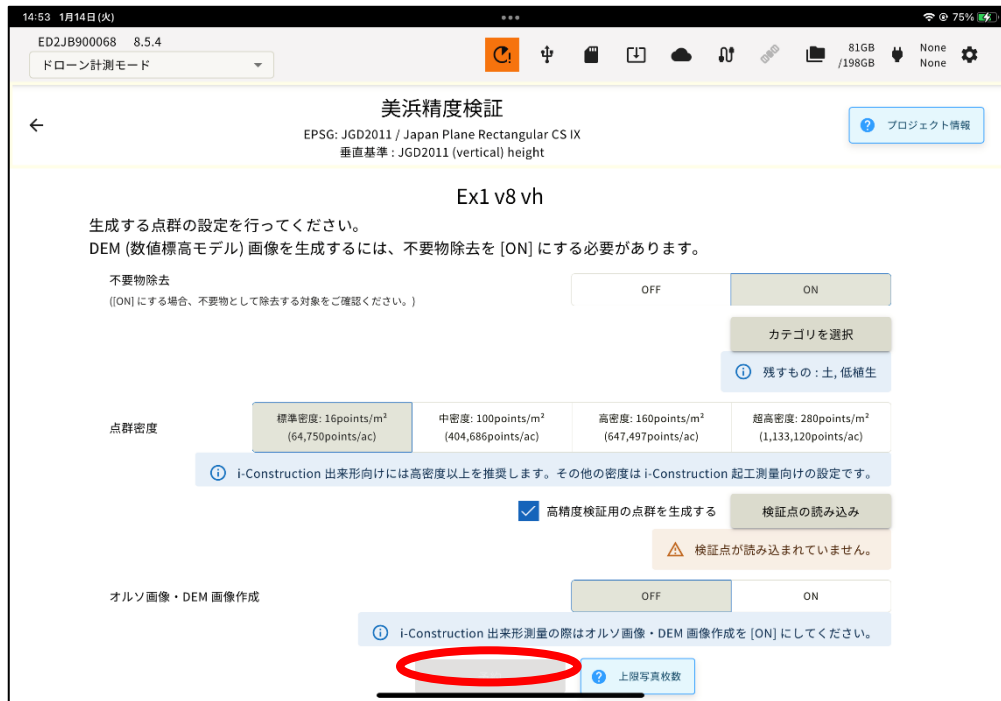 14:53 1月14日(火)
75%
ED2JB900068 8.5.4
ドローン計測モード
81GB
/198GB
None
None
美浜精度検証
EPSG: JGD2011 / Japan Plane Rectangular CS IX
垂直基準 : JGD2011 (vertical) height
プロジェクト情報
Ex1 v8 vh
生成する点群の設定を行ってください。
DEM (数値標高モデル) 画像を生成するには、不要物除去を [ON] にする必要があります。
不要物除去
([ON] にする場合、不要物として除去する対象をご確認ください。)
OFF
ON
カテゴリを選択
残すもの : 土, 低植生
点群密度
標準密度: 16points/m²
(64,750points/ac)
中密度: 100points/m²
(404,686points/ac)
高密度: 160points/m²
(647,497points/ac)
超高密度: 280points/m²
(1,133,120points/ac)
i-Construction 出来形向けには高密度以上を推奨します。その他の密度は i-Construction 起工測量向けの設定です。
高精度検証用の点群を生成する
検証点の読み込み
検証点が読み込まれていません。
オルソ画像・DEM 画像作成
OFF
ON
i-Construction 出来形測量の際はオルソ画像・DEM 画像作成を [ON] にしてください。
上限写真枚数